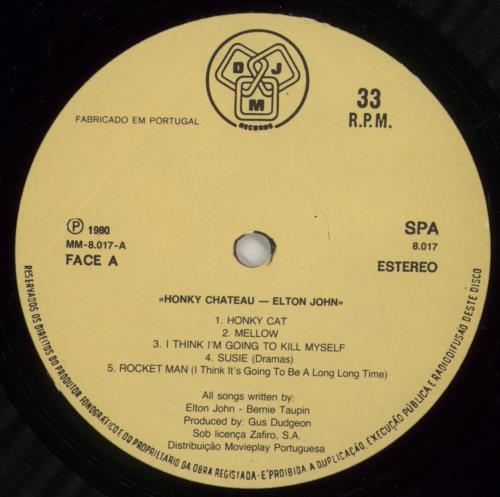 D J M
RECORDS
FABRICADO EM PORTUGAL
33
R.P.M.
Ⓟ 1980
MM-8.017-A
FACE A
SPA
8.017
ESTEREO
«HONKY CHATEAU — ELTON JOHN»
1. HONKY CAT
2. MELLOW
3. I THINK I'M GOING TO KILL MYSELF
4. SUSIE (Dramas)
5. ROCKET MAN (I Think It's Going To Be A Long Long Time)
All songs written by:
Elton John - Bernie Taupin
Produced by: Gus Dudgeon
Sob licença Zafiro, S.A.
Distribuição Movieplay Portuguesa
RESERVADOS OS DIREITOS DO PRODUTOR FONOGRÁFICO E DO PROPRIETÁRIO DA OBRA REGISTADA - É PROIBIDA A DUPLICAÇÃO, EXECUÇÃO PÚBLICA E RADIODIFUSÃO DESTE DISCO